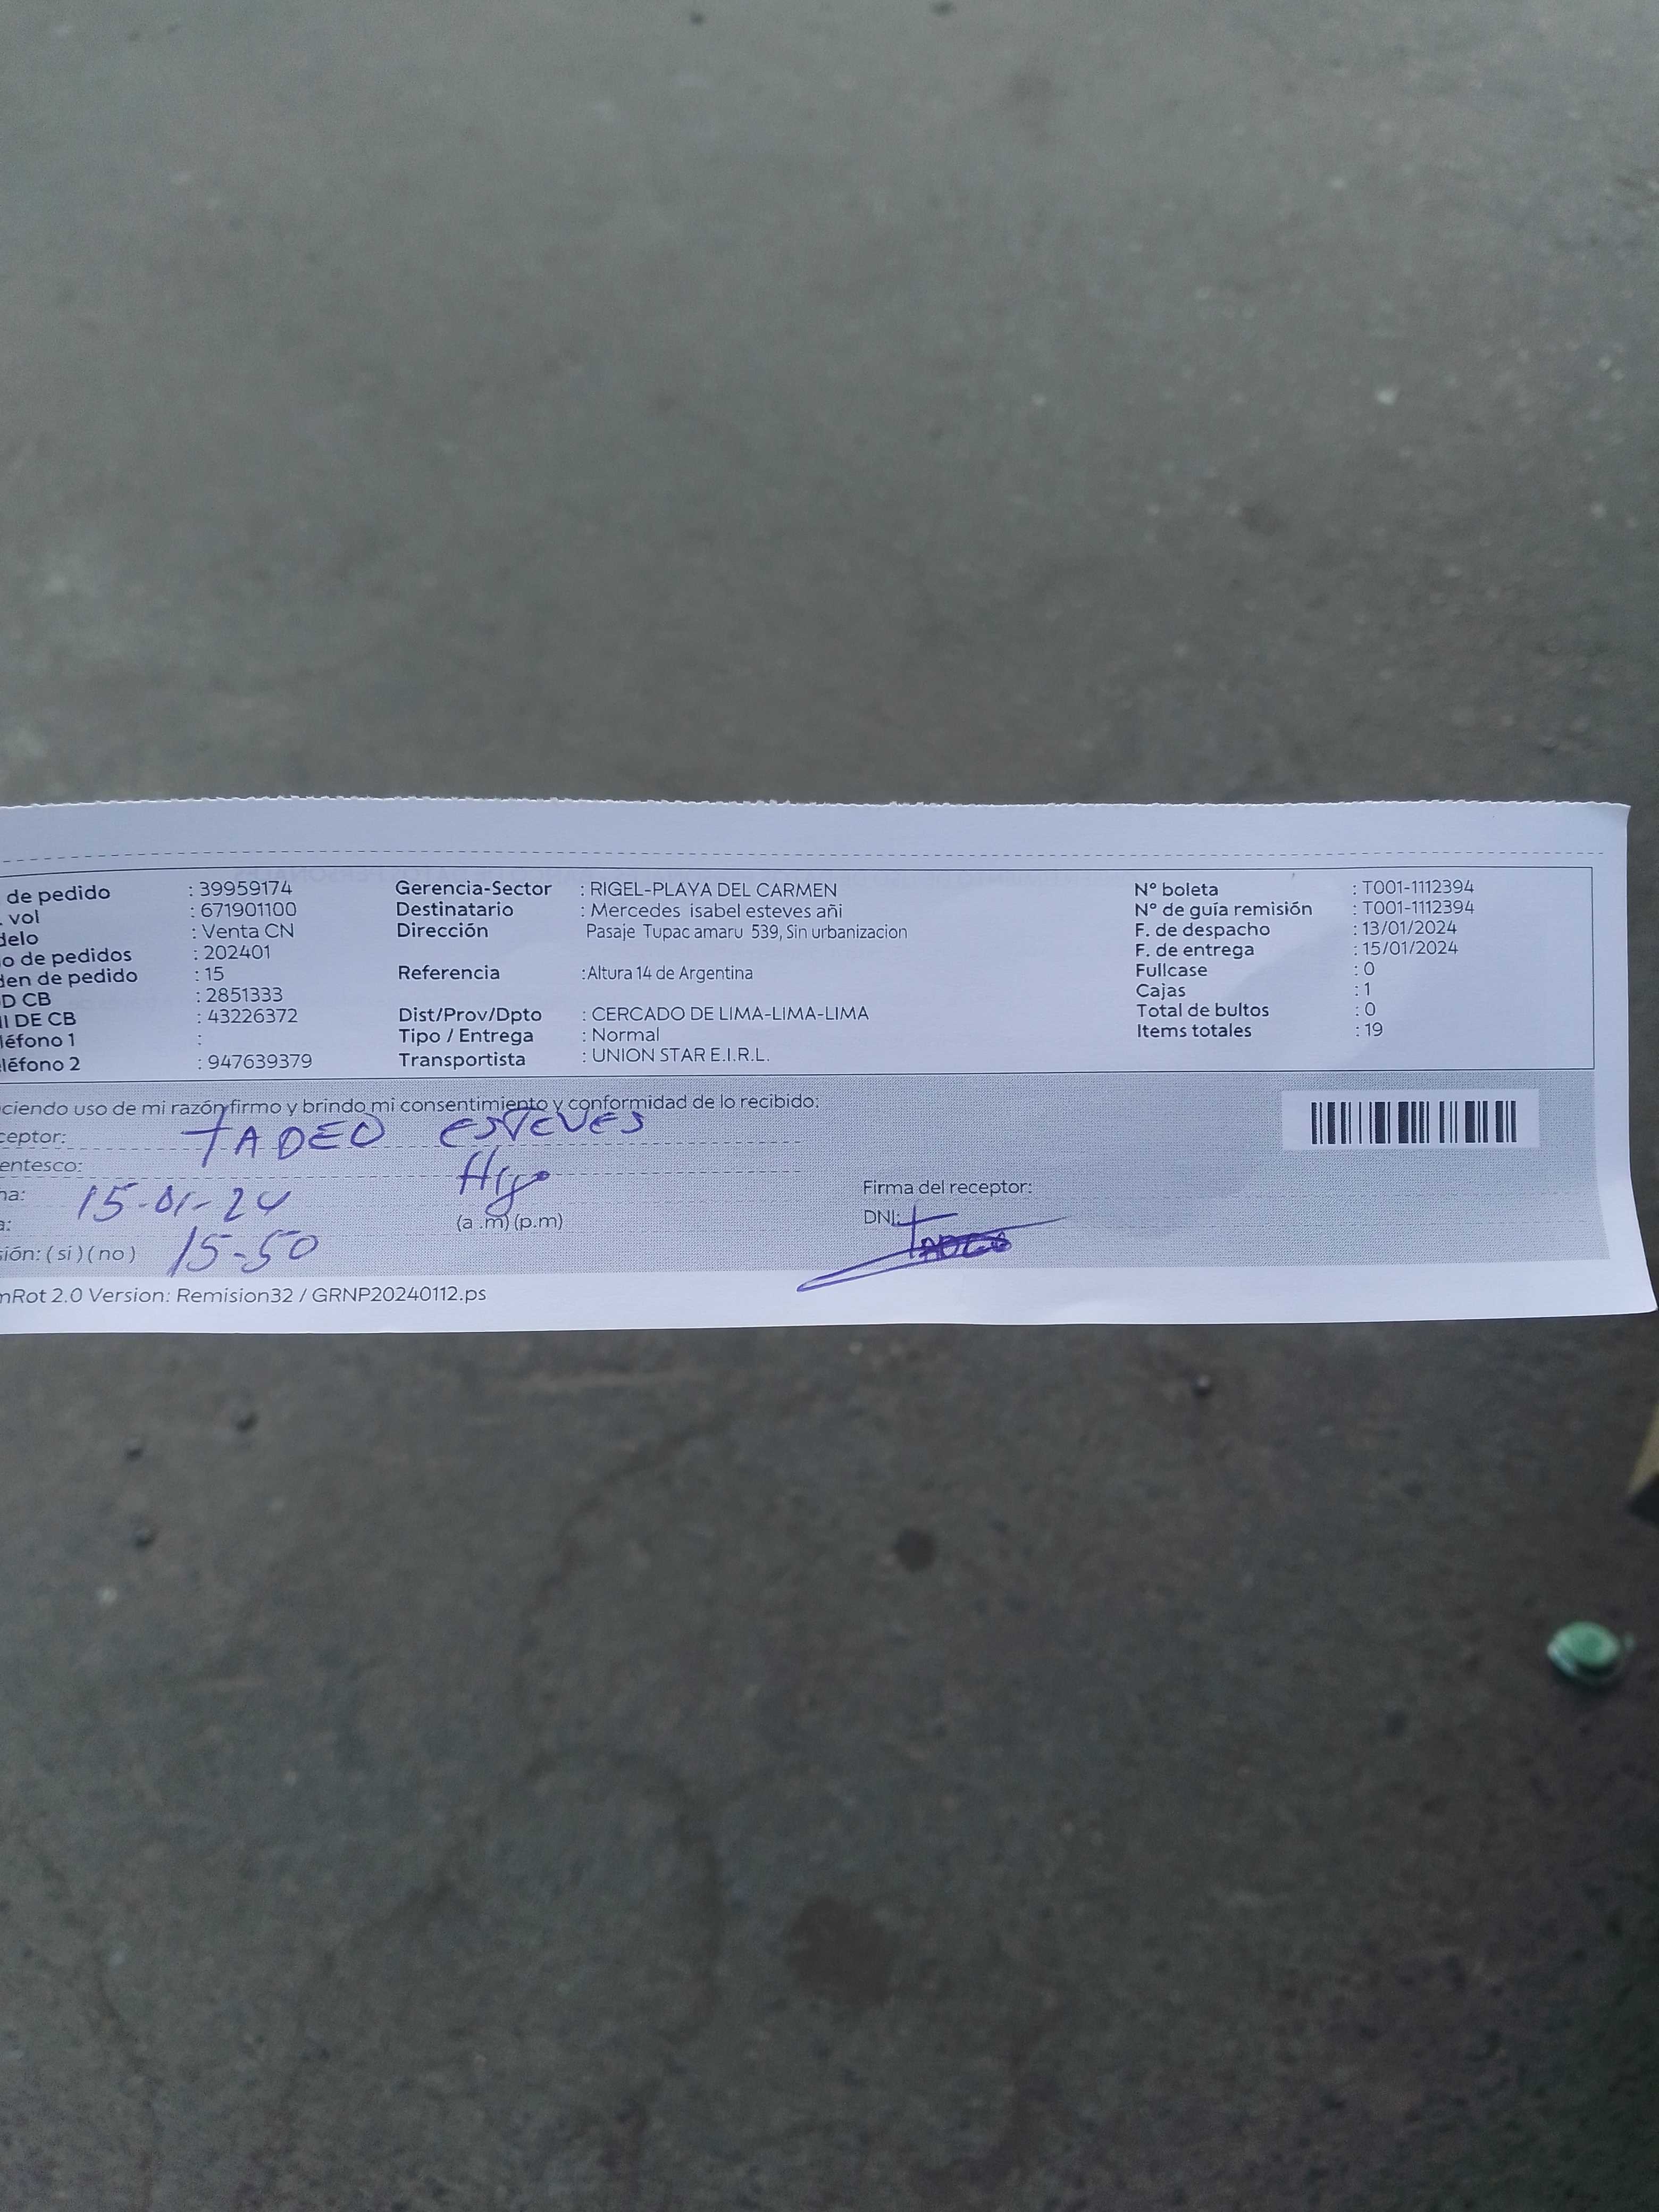 de pedido : 39959174 Gerencia-Sector : RIGEL-PLAYA DEL CARMEN Nº boleta : T001-1112394
. vol : 671901100 Destinatario : Mercedes isabel esteves añi Nº de guía remisión : T001-1112394
delo : Venta CN Dirección Pasaje Tupac amaru 539, Sin urbanizacion F. de despacho : 13/01/2024
o de pedidos : 202401 F. de entrega : 15/01/2024
den de pedido : 15 Referencia :Altura 14 de Argentina Fullcase : 0
D CB : 2851333 Cajas : 1
I DE CB : 43226372 Dist/Prov/Dpto : CERCADO DE LIMA-LIMA-LIMA Total de bultos : 0
léfono 1 : Tipo / Entrega : Normal Items totales : 19
léfono 2 : 947639379 Transportista : UNION STAR E.I.R.L.
ciendo uso de mi razón firmo y brindo mi consentimiento y conformidad de lo recibido:
ceptor: TADEO ESTEVES
entesco: Hijo
ha: 15-01-24 Firma del receptor:
a: 15-50 (a .m) (p.m) DNI: TADEO
sión: ( si ) ( no )
mRot 2.0 Version: Remision32 / GRNP20240112.ps